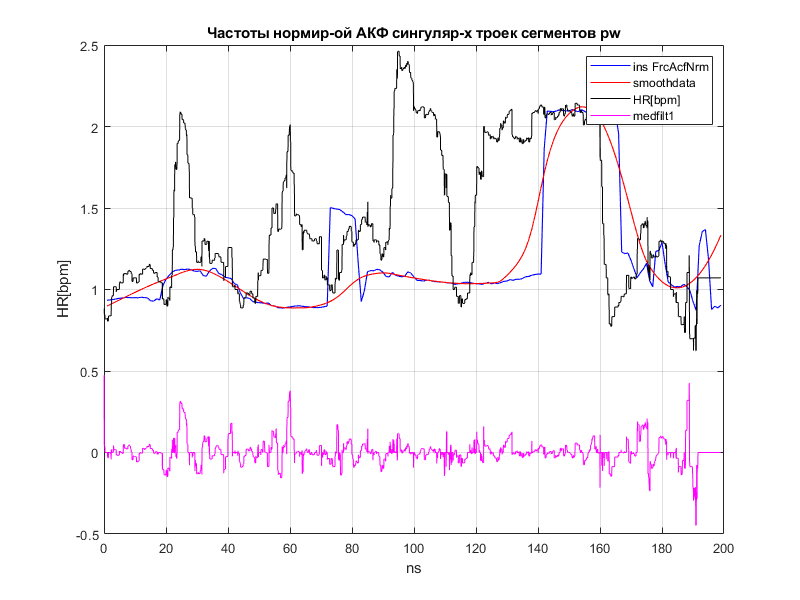 Частоты нормир-ой АКФ сингуляр-х троек сегментов pw
2.5
2
1.5
1
0.5
0
-0.5
HR[bpm]
ins FrcAcfNrm
smoothdata
HR[bpm]
medfilt1
0 20 40 60 80 100 120 140 160 180 200
ns